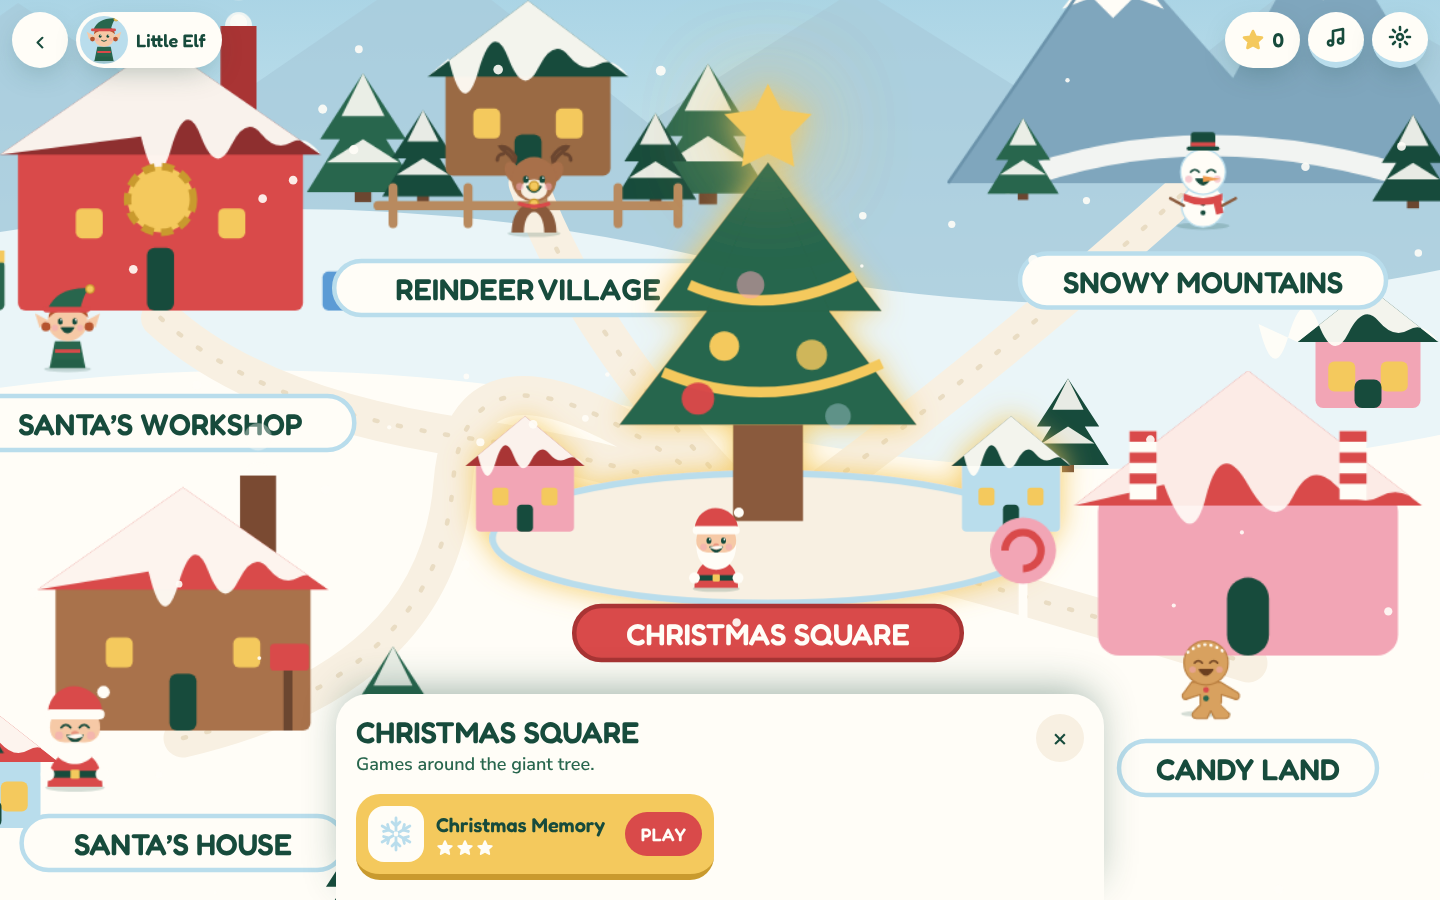 Little Elf
0
REINDEER VILLAGE
SNOWY MOUNTAINS
SANTA'S WORKSHOP
CHRISTMAS SQUARE
CHRISTMAS SQUARE
Games around the giant tree.
Christmas Memory
PLAY
CANDY LAND
SANTA'S HOUSE